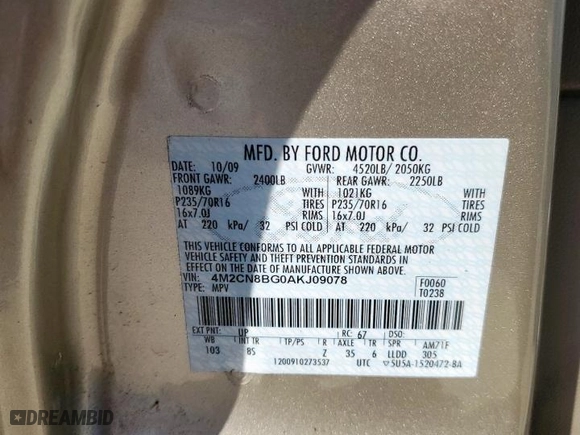 MFD. BY FORD MOTOR CO.
DATE: 10/09 GVWR: 4520LB/ 2050KG
FRONT GAWR: 2400LB REAR GAWR: 2250LB
1089KG WITH 1021KG WITH
P235/70R16 TIRES P235/70R16 TIRES
16x7.0J RIMS 16x7.0J RIMS
AT 220 kPa/ 32 PSI COLD AT 220 kPa/ 32 PSI COLD
THIS VEHICLE CONFORMS TO ALL APPLICABLE FEDERAL MOTOR
VEHICLE SAFETY AND THEFT PREVENTION STANDARDS IN
EFFECT ON THE DATE OF MANUFACTURE SHOWN ABOVE.
VIN: 4M2CN8BG0AKJ09078 F0060
TYPE: MPV T0238
EXT PNT: UP RC: 67 DSO:
WB INT TR TP/PS R AXLE TR SPR AM71F
103 BS Z 35 6 LLDD 305
1200910273537 UTC 5U5A-1520472-BA
DREAMBID